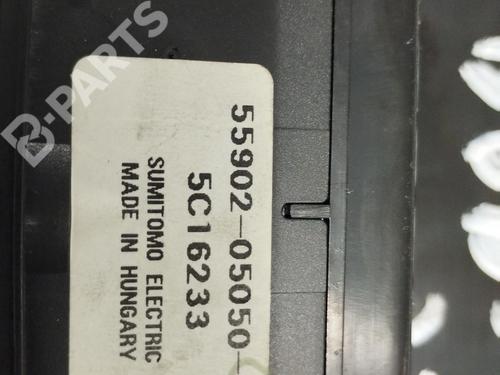 55902-05050-
5C16233
SUMITOMO ELECTRIC
MADE IN HUNGARY
B-PARTS